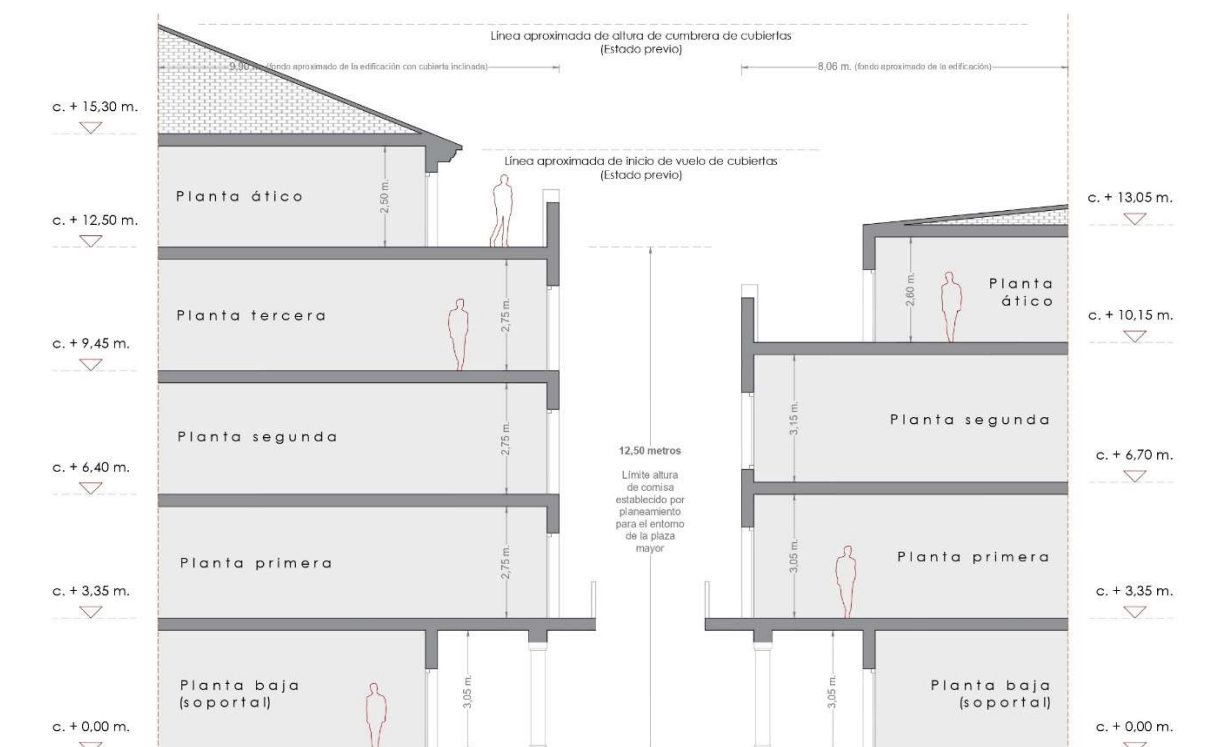 Línea aproximada de altura de cumbrera de cubiertas
(Estado previo)
9,90 m. (fondo aproximado de la edificación con cubierta inclinada)
8,06 m. (fondo aproximado de la edificación)
c. + 15,30 m.
Línea aproximada de inicio de vuelo de cubiertas
(Estado previo)
Planta ático
2,50 m.
c. + 12,50 m.
c. + 13,05 m.
Planta
ático
2,60 m.
Planta tercera
2,75 m.
c. + 9,45 m.
c. + 10,15 m.
Planta segunda
2,75 m.
3,15 m.
Planta segunda
12,50 metros
Límite altura
de cornisa
establecido por
planeamiento
para el entorno
de la plaza
mayor
c. + 6,40 m.
c. + 6,70 m.
Planta primera
2,75 m.
3,05 m.
Planta primera
c. + 3,35 m.
c. + 3,35 m.
Planta baja
(soportal)
3,05 m.
3,05 m.
Planta baja
(soportal)
c. + 0,00 m.
c. + 0,00 m.